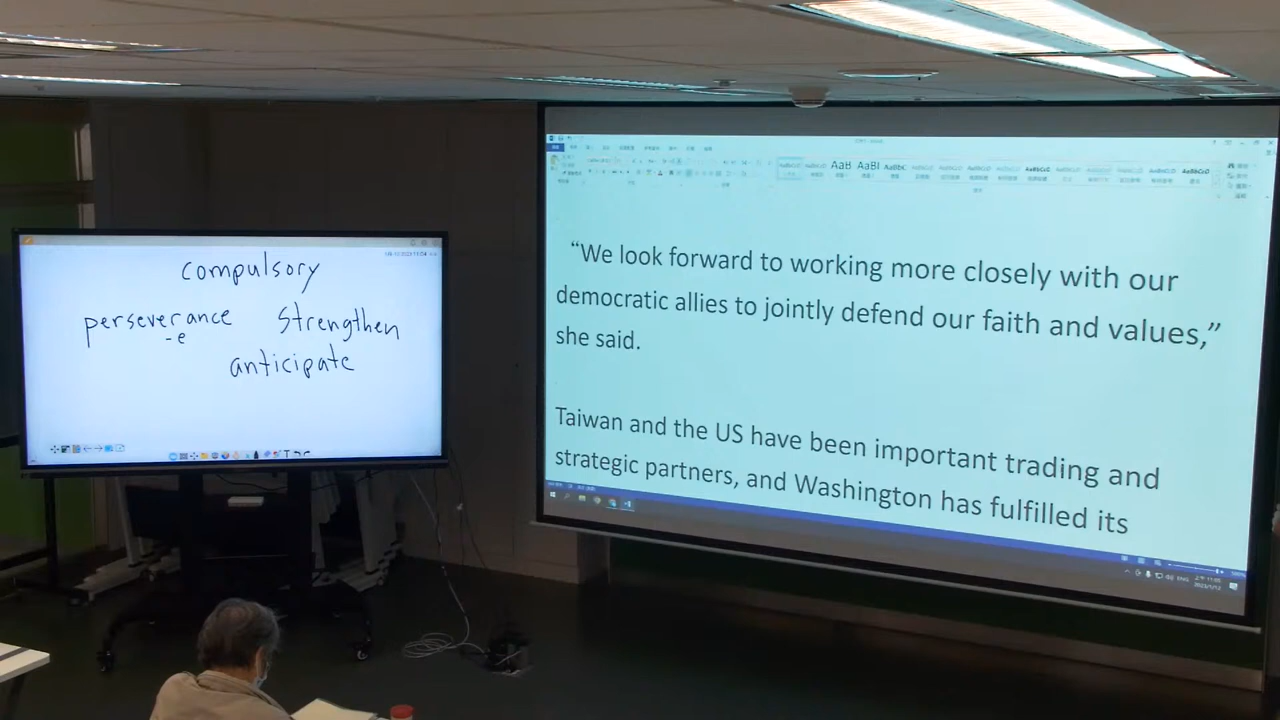 compulsory
perseverance strengthen
-e
anticipate
“We look forward to working more closely with our
democratic allies to jointly defend our faith and values,”
she said.
Taiwan and the US have been important trading and
strategic partners, and Washington has fulfilled its